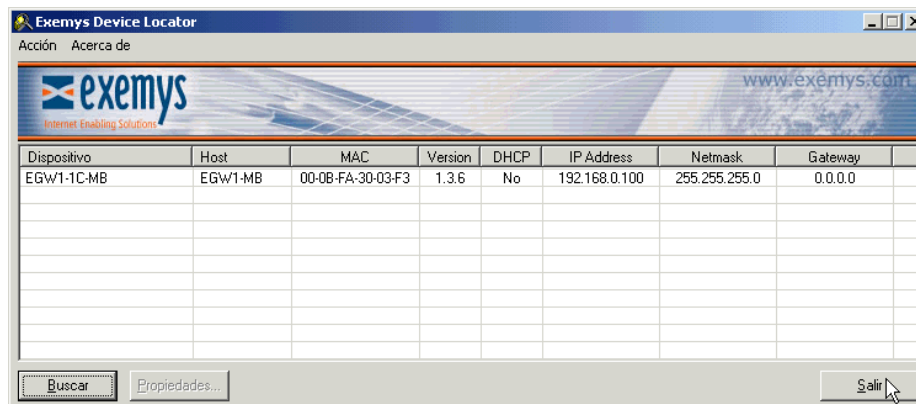 Exemys Device Locator
Acción Acerca de
exemys
Internet Enabling Solutions
www.exemys.com
Dispositivo Host MAC Version DHCP IP Address Netmask Gateway
EGW1-1C-MB EGW1-MB 00-0B-FA-30-03-F3 1.3.6 No 192.168.0.100 255.255.255.0 0.0.0.0
Buscar Propiedades... Salir